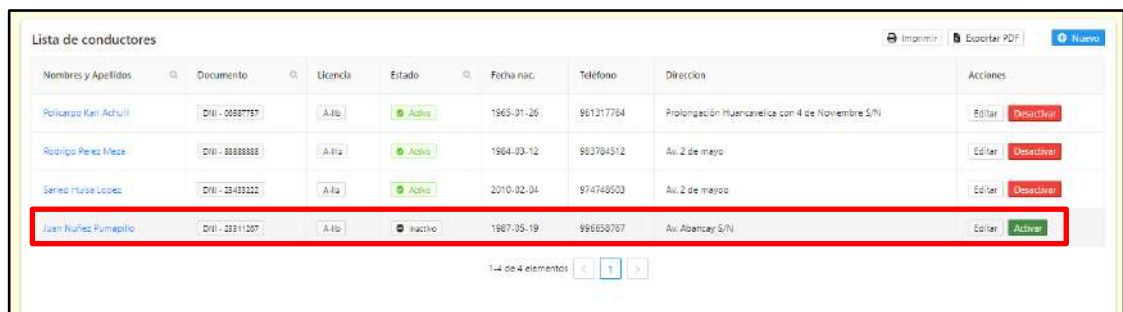 Lista de conductores Imprimir Exportar PDF Nuevo
Nombres y Apellidos Documento Licencia Estado Fecha nac. Teléfono Direccion Acciones
Policarpo Kari Achulli DNI - 06587757 A-IIb Activo 1965-01-26 961317764 Prolongación Huancavelica con 4 de Noviembre S/N Editar Desactivar
Rodrigo Perez Meza DNI - 88888888 Activo 1984-03-12 983784512 Av. 2 de mayo Editar Desactivar
Saried Huisa Lopez DNI - 23433222 Activo 2010-02-04 974748503 Av. 2 de mayoo Editar Desactivar
Juan Nuñez Pumapillo DNI - 23311267 A-IIb Inactivo 1987-05-19 996658767 Av. Abancay S/N Editar Activar
1-4 de 4 elementos < 1 >